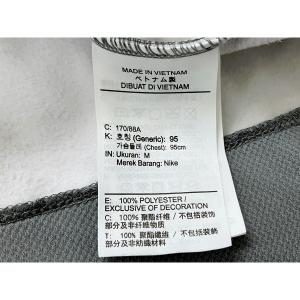 MADE IN VIETNAM
ベトナム製
DIBUAT DI VIETNAM
C: 170/88A
K: 호칭 (Generic): 95
가슴둘레 (Chest): 95cm
IN: Ukuran: M
Merek Barang: Nike
E: 100% POLYESTER /
EXCLUSIVE OF DECORATION
C: 100% 聚酯纤维 / 不包括装饰
部分及非纤维物质
T: 100% 聚酯纖維 / 不包括裝飾
部分及非紡織材料